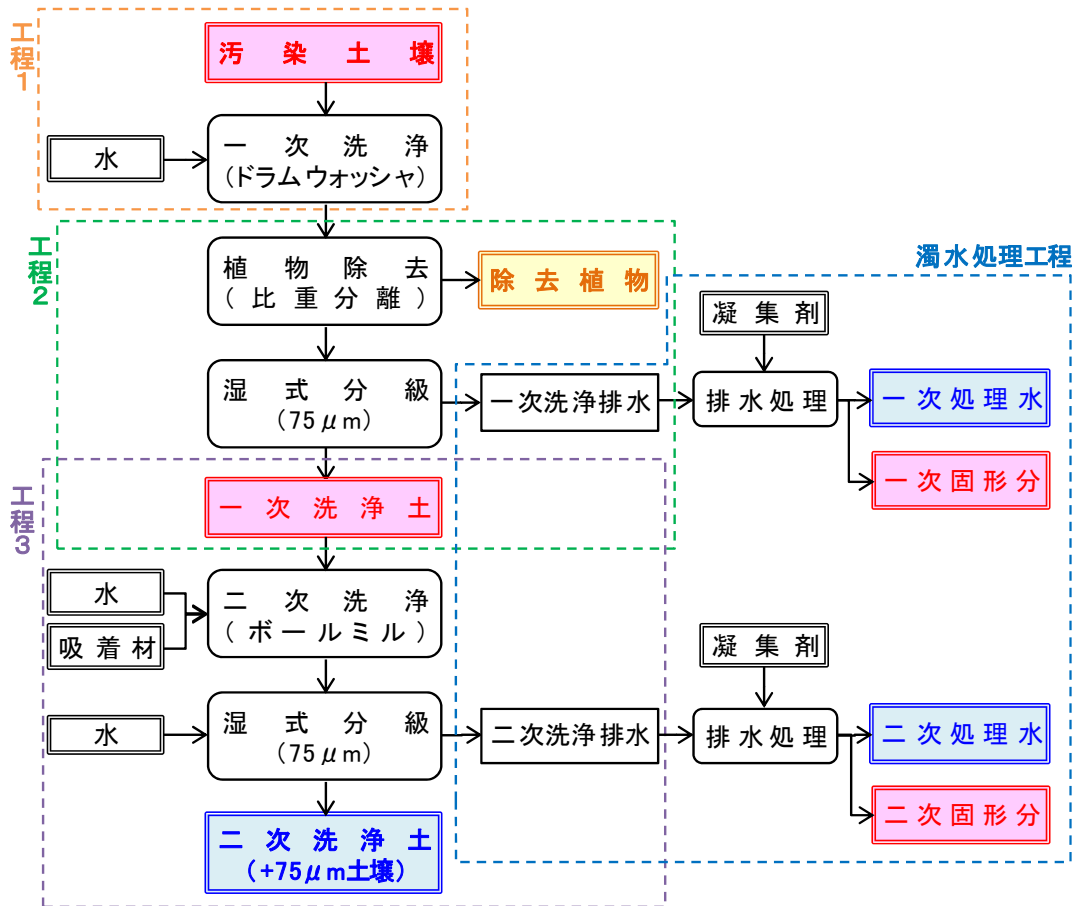 工程1
汚染土壌
水
一次洗浄
(ドラムウォッシャ)
工程2
植物除去
(比重分離)
除去植物
濁水処理工程
凝集剤
湿式分級
(75μm)
一次洗浄排水
排水処理
一次処理水
一次固形分
工程3
一次洗浄土
水
吸着材
二次洗浄
(ボールミル)
凝集剤
水
湿式分級
(75μm)
二次洗浄排水
排水処理
二次処理水
二次固形分
二次洗浄土
(+75μm土壌)